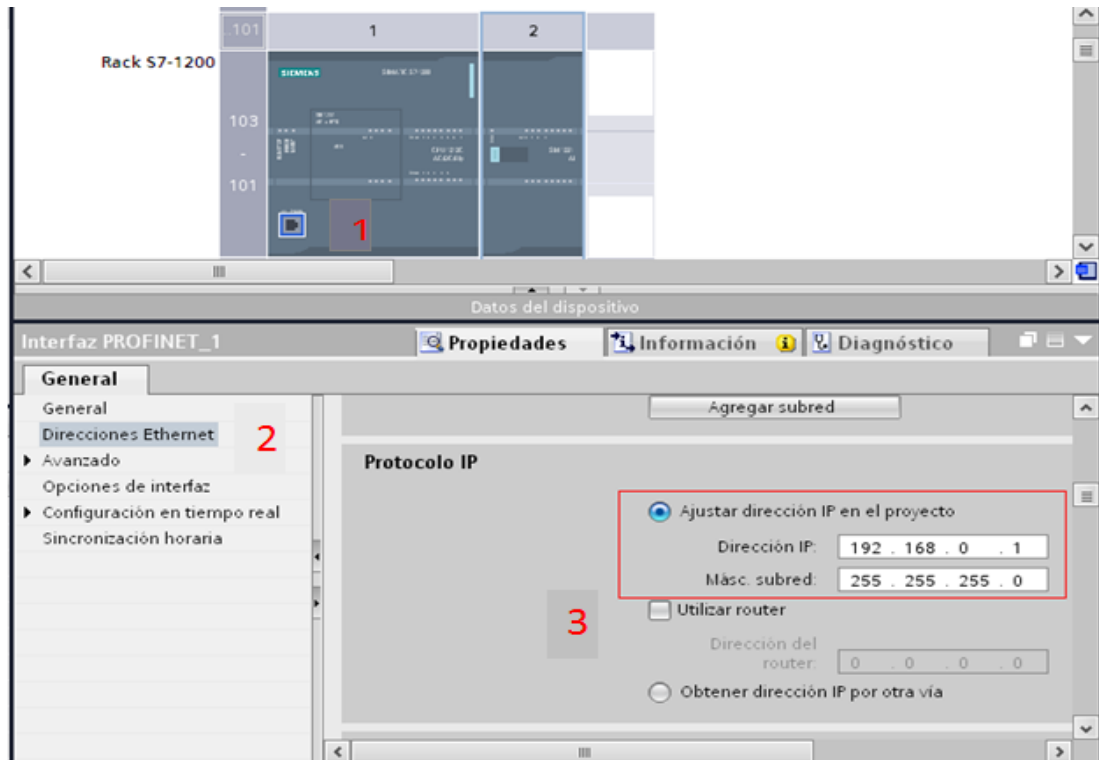 ..101
1
2
Rack S7-1200
SIEMENS
SIMATIC S7-1200
103
-
101
1
Datos del dispositivo
Interfaz PROFINET_1
Propiedades
Información
Diagnóstico
General
General
Direcciones Ethernet
2
Avanzado
Opciones de interfaz
Configuración en tiempo real
Sincronización horaria
Agregar subred
Protocolo IP
Ajustar dirección IP en el proyecto
Dirección IP: 192 . 168 . 0 . 1
Másc. subred: 255 . 255 . 255 . 0
3
Utilizar router
Dirección del
router: 0 . 0 . 0 . 0
Obtener dirección IP por otra vía